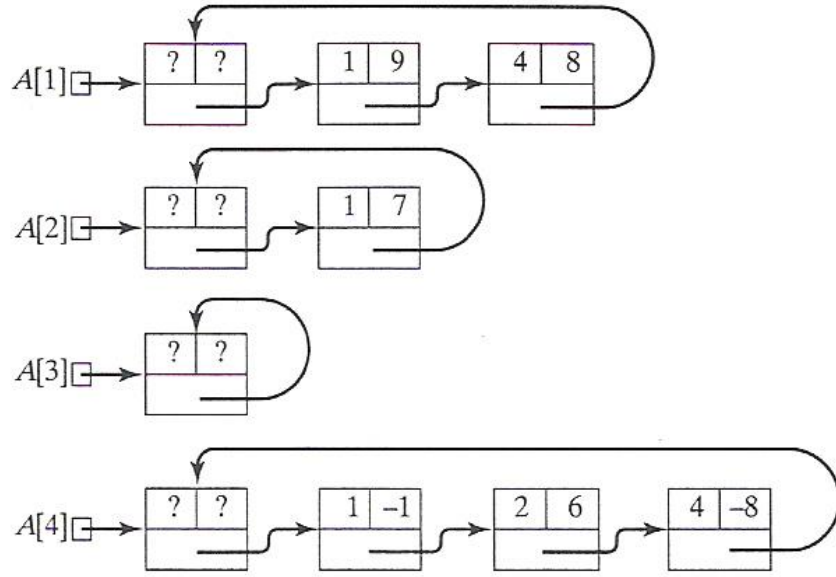 A[1] ? ? 1 9 4 8
A[2] ? ? 1 7
A[3] ? ?
A[4] ? ? 1 –1 2 6 4 –8